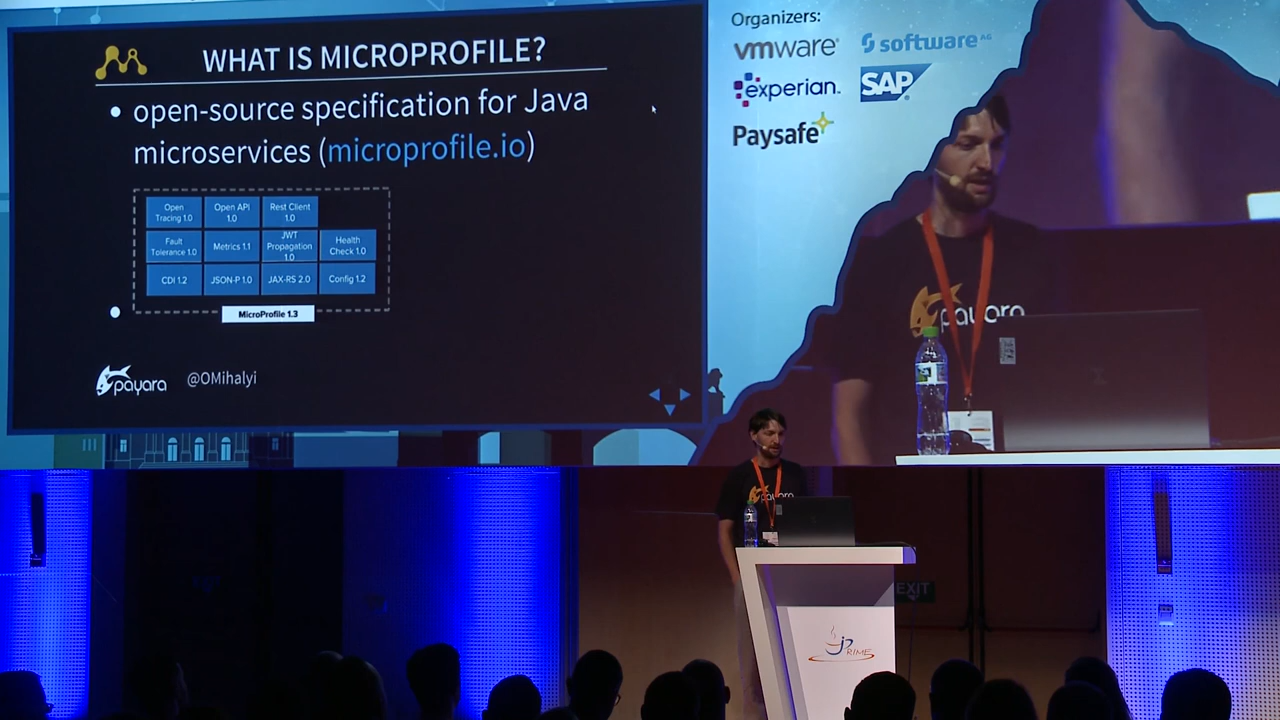 WHAT IS MICROPROFILE?
• open-source specification for Java
microservices (microprofile.io)
Open
Tracing 1.0
Open API
1.0
Rest Client
1.0
Fault
Tolerance 1.0
Metrics 1.1
JWT
Propagation
1.0
Health
Check 1.0
CDI 1.2
JSON-P 1.0
JAX-RS 2.0
Config 1.2
MicroProfile 1.3
payara
@OMihalyi
Organizers:
vmware
software AG
experian.
SAP
Paysafe
payara
payara
EXIT
JPRIME